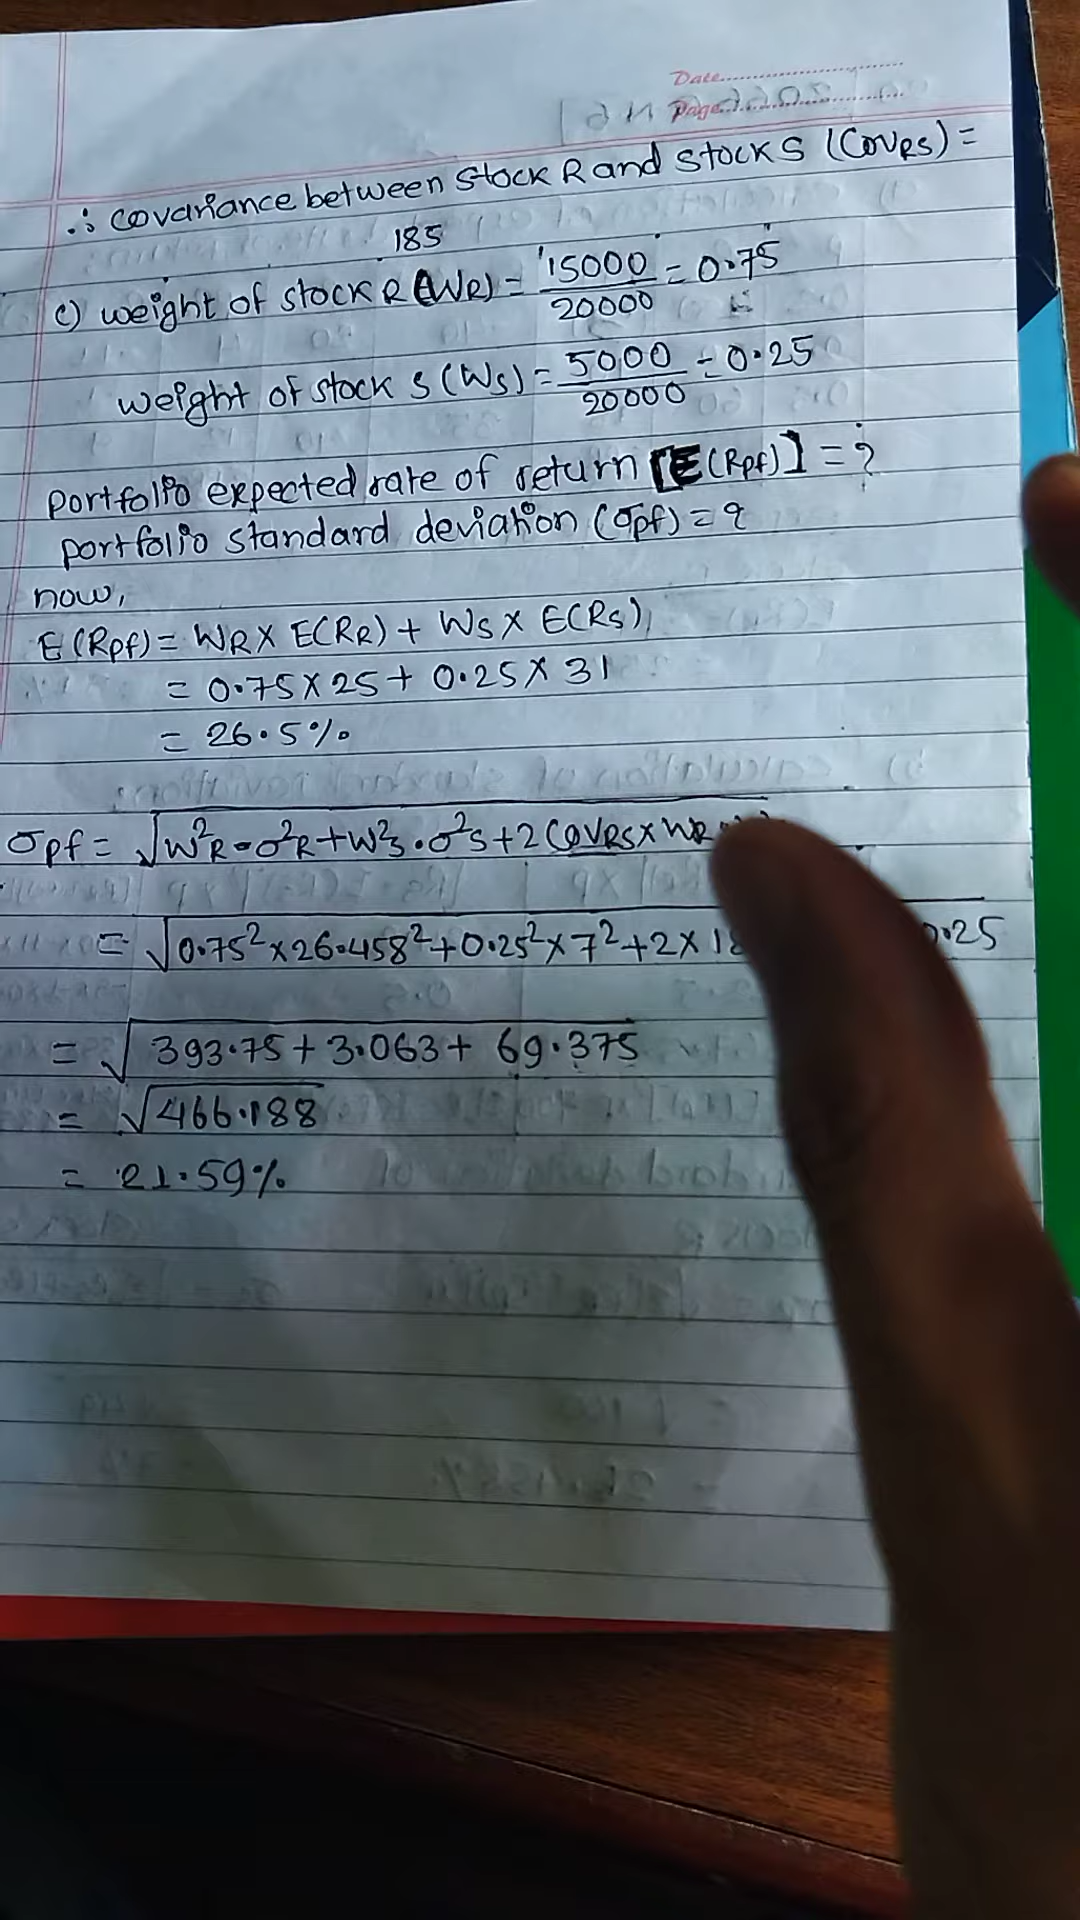 Date
Page
∴ covariance between stock R and stock S (CovRS) =
185
c) weight of stock R (WR) = 15000/20000 = 0.75
weight of stock S (WS) = 5000/20000 = 0.25
portfolio expected rate of return [E(Rpf)] = ?
portfolio standard deviation (σpf) = ?
now,
E(Rpf) = WR X E(RR) + WS X E(RS)
= 0.75 X 25 + 0.25 X 31
= 26.5%
σpf = √W²R · σ²R + W²S · σ²S + 2 COVRS x WR
= √0.75² x 26.458² + 0.25² x 7² + 2 x 0.25
= √393.75 + 3.063 + 69.375
= √466.188
= 21.59%